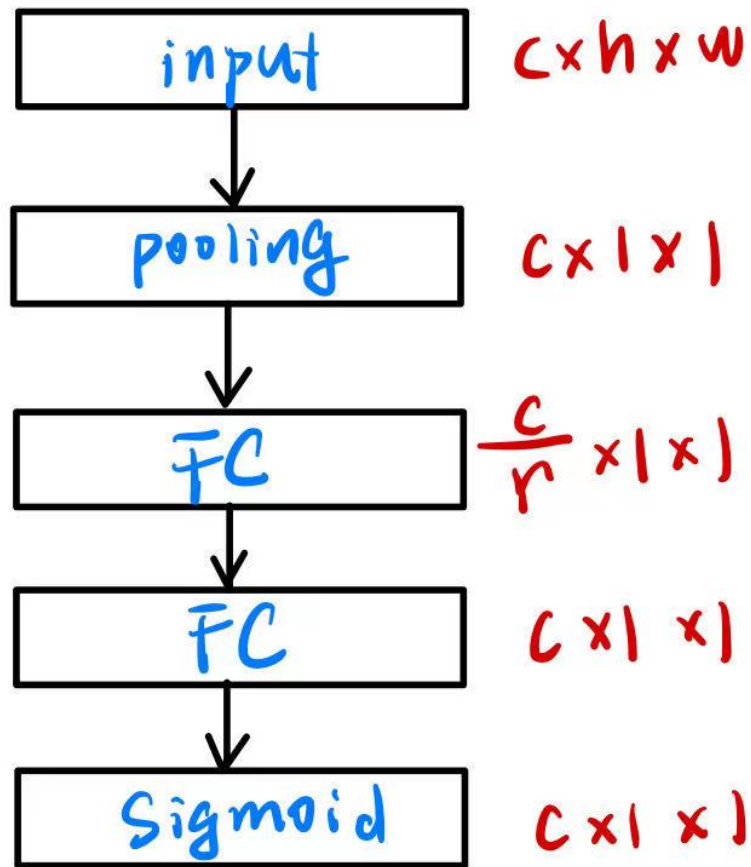 input c×h×w
pooling c×1×1
FC c/r ×1×1
FC c×1×1
Sigmoid c×1×1